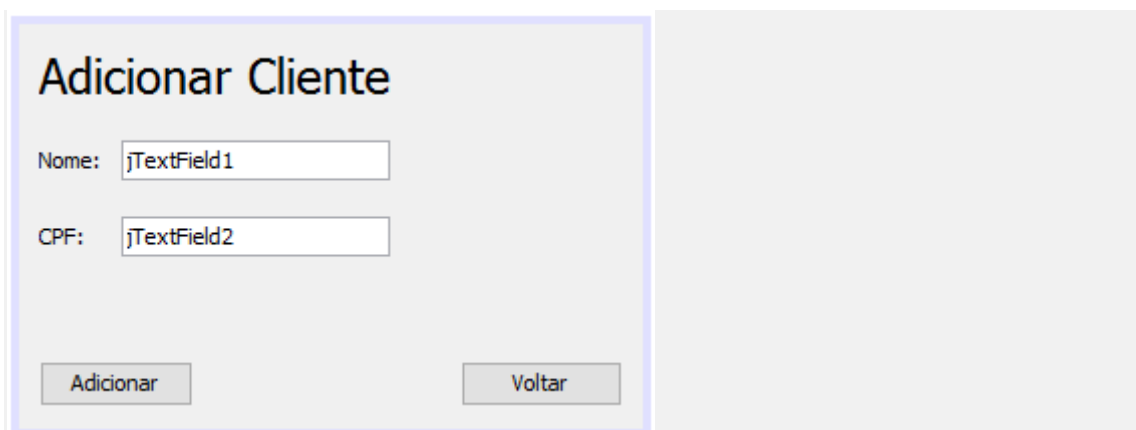 Adicionar Cliente
Nome: jTextField1
CPF: jTextField2
Adicionar Voltar